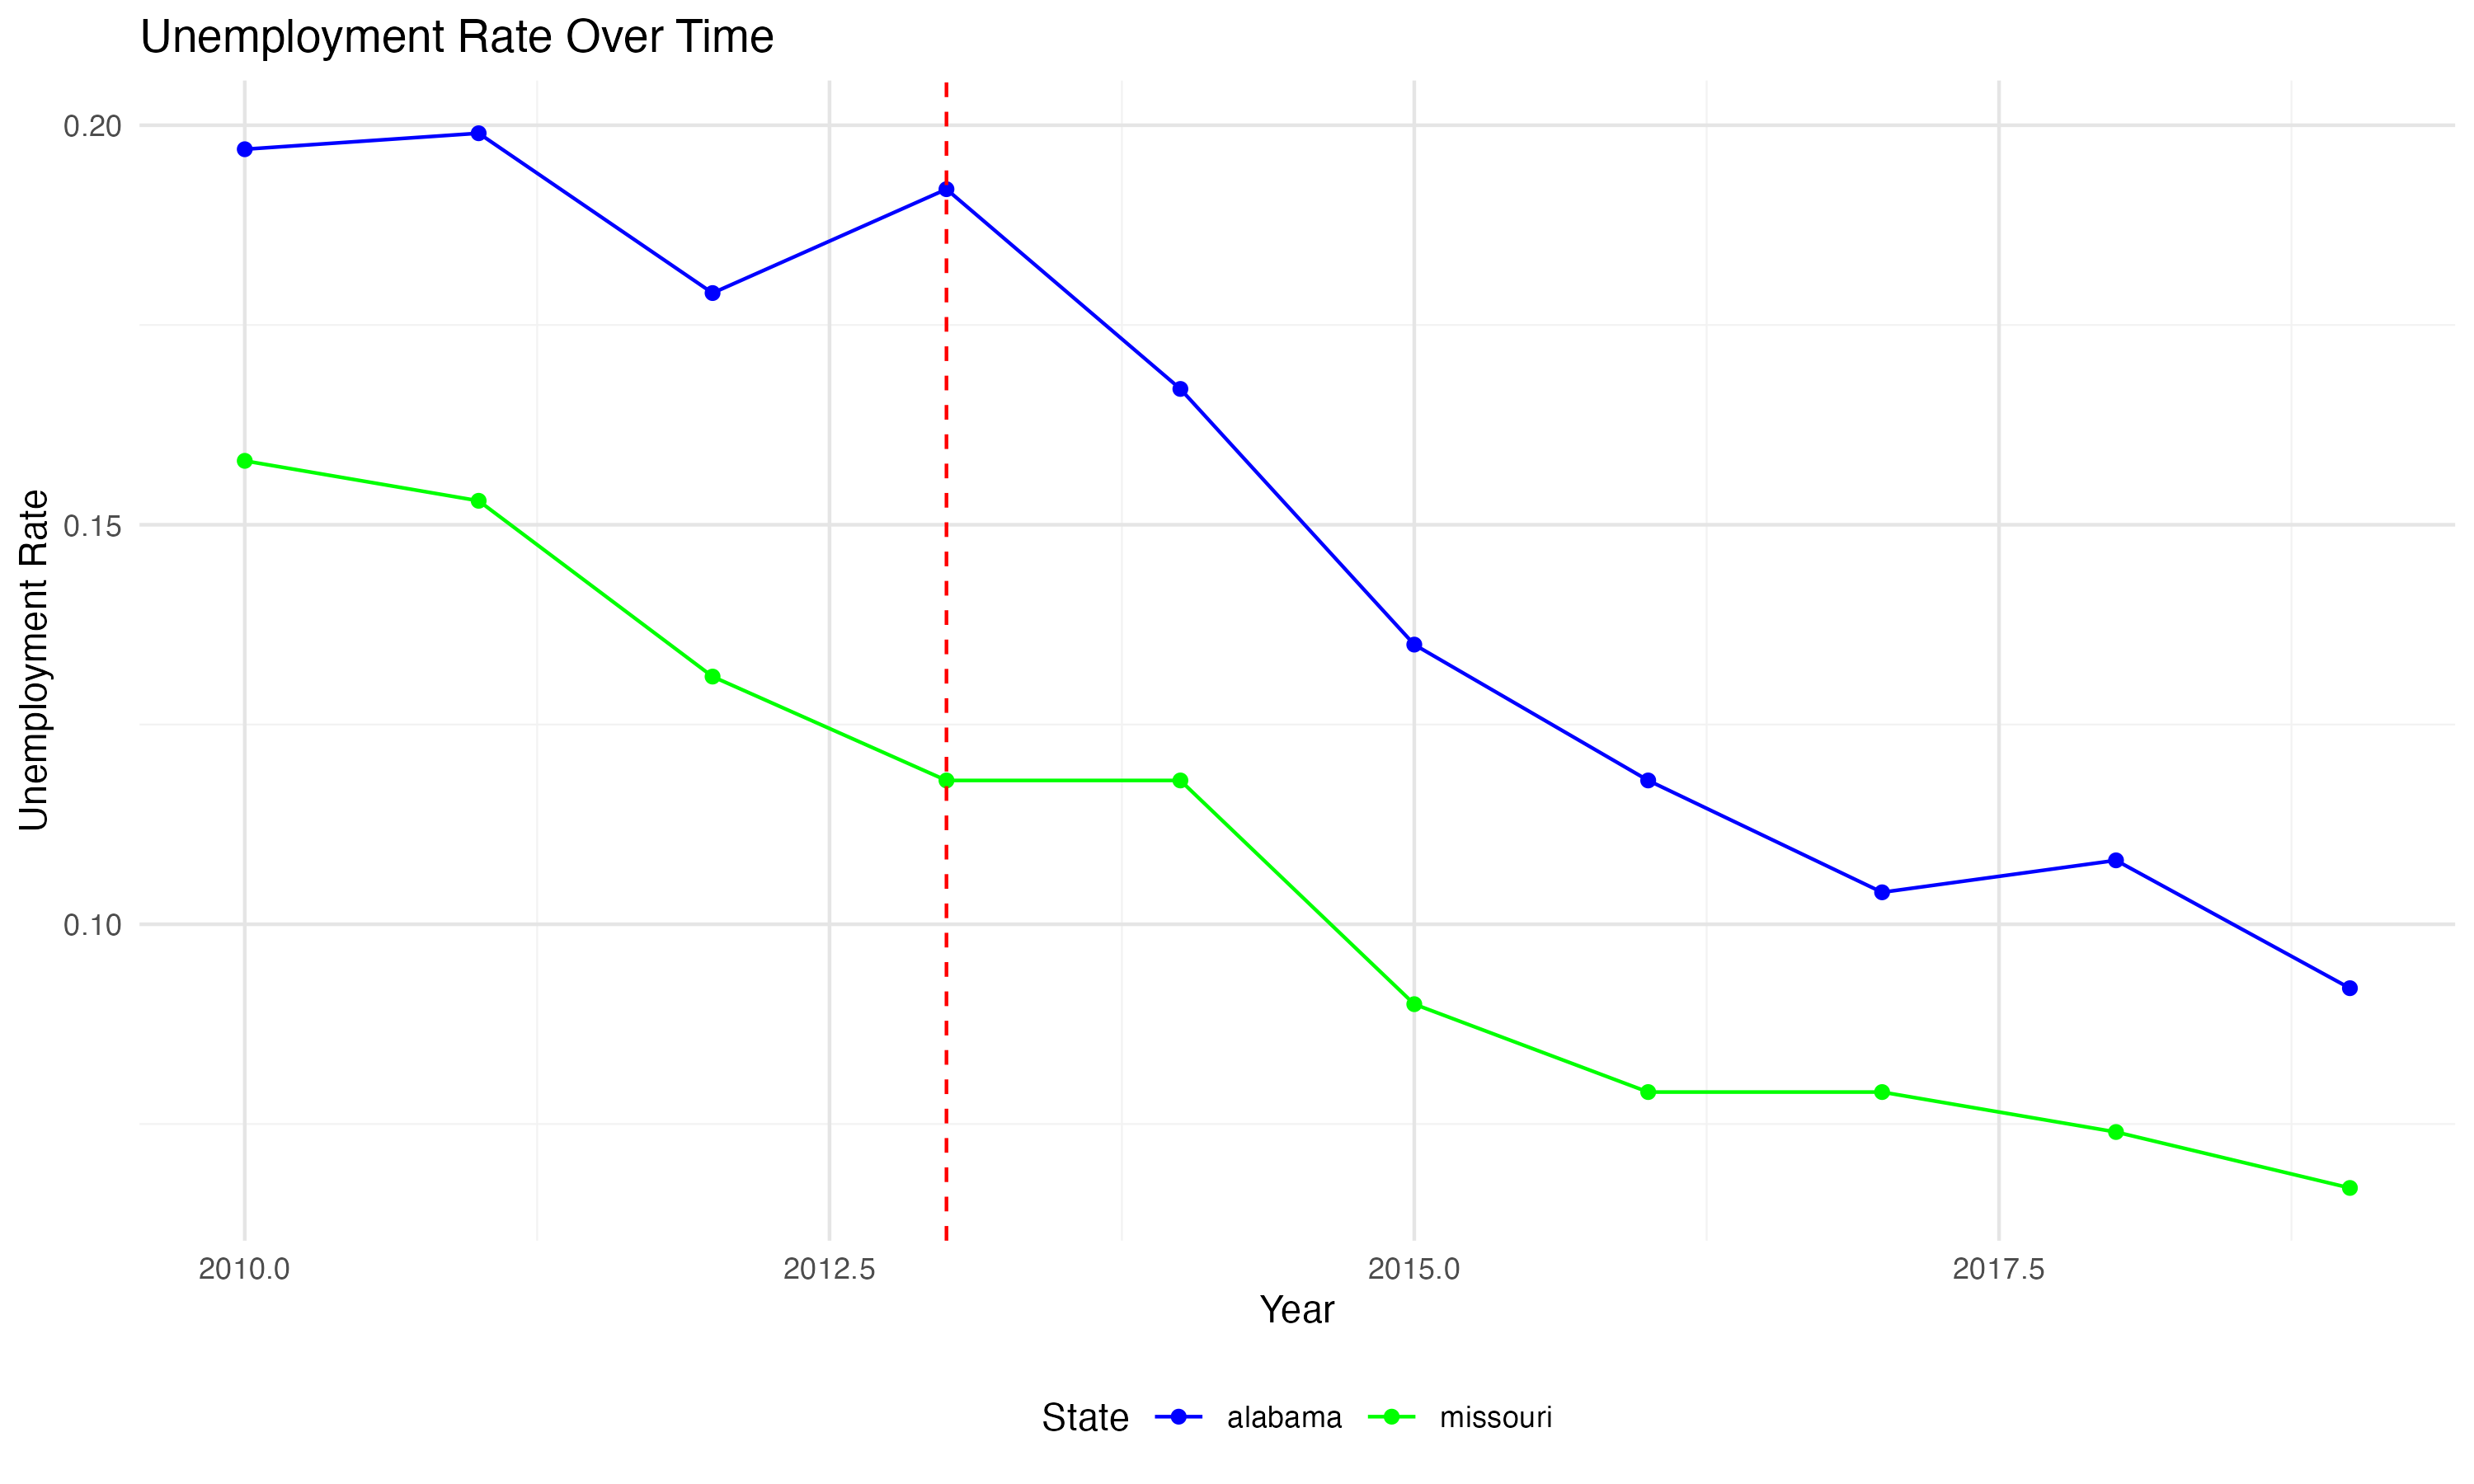 Unemployment Rate Over Time
Unemployment Rate
0.20
0.15
0.10
2010.0 2012.5 2015.0 2017.5
Year
State alabama missouri